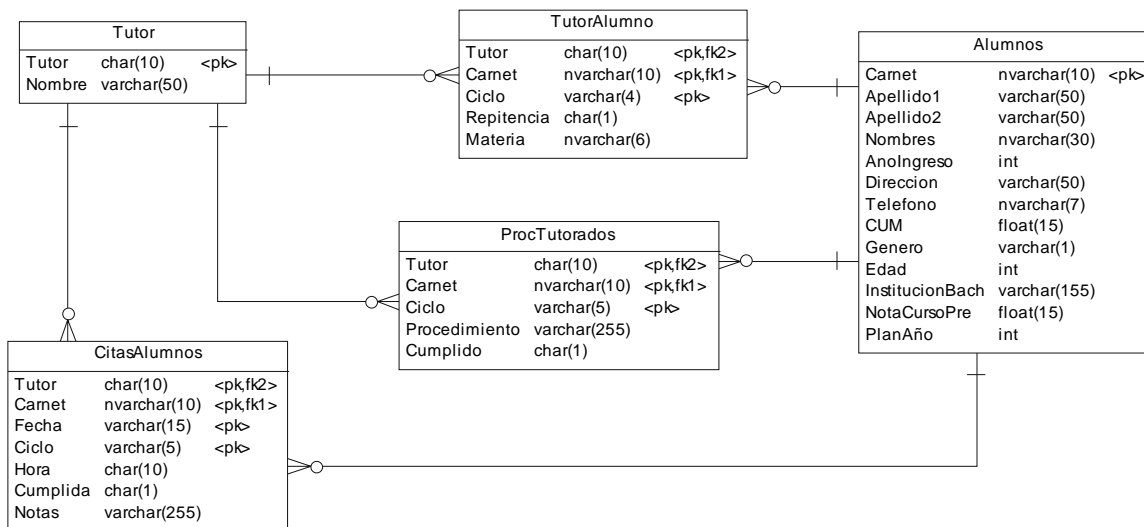 Tutor
Tutor char(10) <pk>
Nombre varchar(50)
TutorAlumno
Tutor char(10) <pk,fk2>
Carnet nvarchar(10) <pk,fk1>
Ciclo varchar(4) <pk>
Repitencia char(1)
Materia nvarchar(6)
Alumnos
Carnet nvarchar(10) <pk>
Apellido1 varchar(50)
Apellido2 varchar(50)
Nombres nvarchar(30)
AnoIngreso int
Direccion varchar(50)
Telefono nvarchar(7)
CUM float(15)
Genero varchar(1)
Edad int
InstitucionBach varchar(155)
NotaCursoPre float(15)
PlanAño int
ProcTutorados
Tutor char(10) <pk,fk2>
Carnet nvarchar(10) <pk,fk1>
Ciclo varchar(5) <pk>
Procedimiento varchar(255)
Cumplido char(1)
CitasAlumnos
Tutor char(10) <pk,fk2>
Carnet nvarchar(10) <pk,fk1>
Fecha varchar(15) <pk>
Ciclo varchar(5) <pk>
Hora char(10)
Cumplida char(1)
Notas varchar(255)